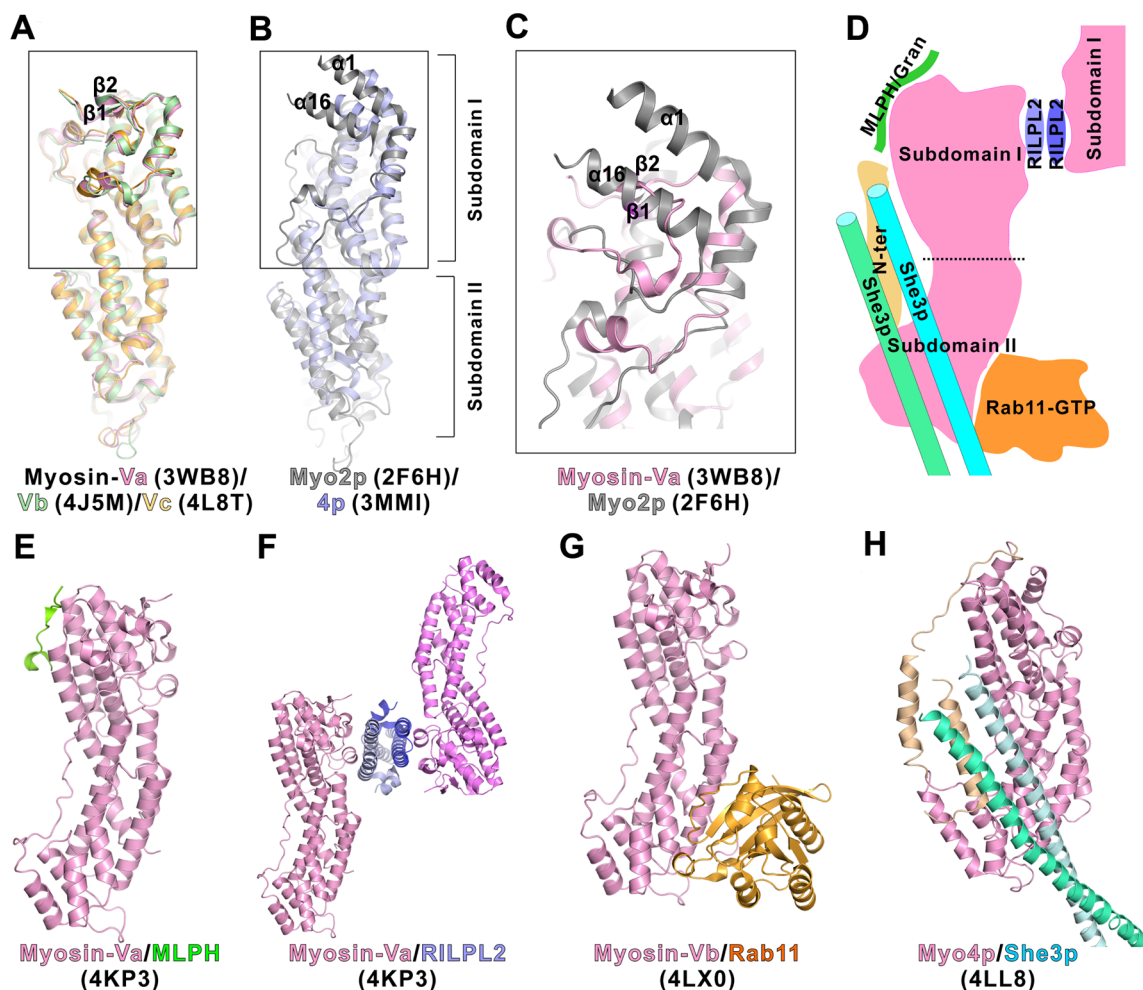 A
β2
β1
Myosin-Va (3WB8)/
Vb (4J5M)/Vc (4L8T)
B
α1
α16
Subdomain I
Subdomain II
Myo2p (2F6H)/
4p (3MMI)
C
α1
α16
β2
β1
Myosin-Va (3WB8)/
Myo2p (2F6H)
D
MLPH/Gran
Subdomain I
RILPL2
RILPL2
Subdomain I
N-ter
She3p
She3p
Subdomain II
Rab11-GTP
E
Myosin-Va/MLPH
(4KP3)
F
Myosin-Va/RILPL2
(4KP3)
G
Myosin-Vb/Rab11
(4LX0)
H
Myo4p/She3p
(4LL8)